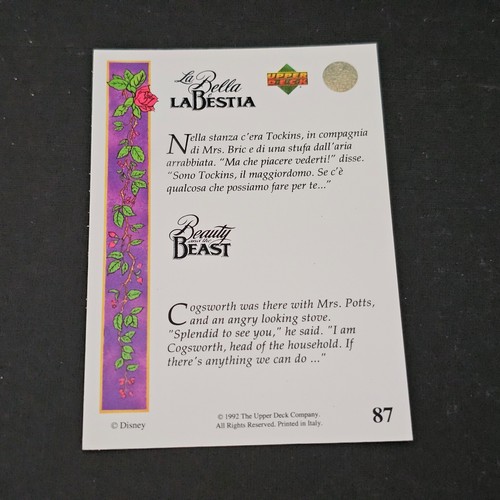 La Bella
LA BESTIA
UPPER
DECK
Nella stanza c'era Tockins, in compagnia
di Mrs. Bric e di una stufa dall'aria
arrabbiata. "Ma che piacere vederti!" disse.
"Sono Tockins, il maggiordomo. Se c'è
qualcosa che possiamo fare per te..."
Beauty
and the
BEAST
Cogsworth was there with Mrs. Potts,
and an angry looking stove.
"Splendid to see you," he said. "I am
Cogsworth, head of the household. If
there's anything we can do ..."
© Disney
© 1992 The Upper Deck Company.
All Rights Reserved. Printed in Italy.
87